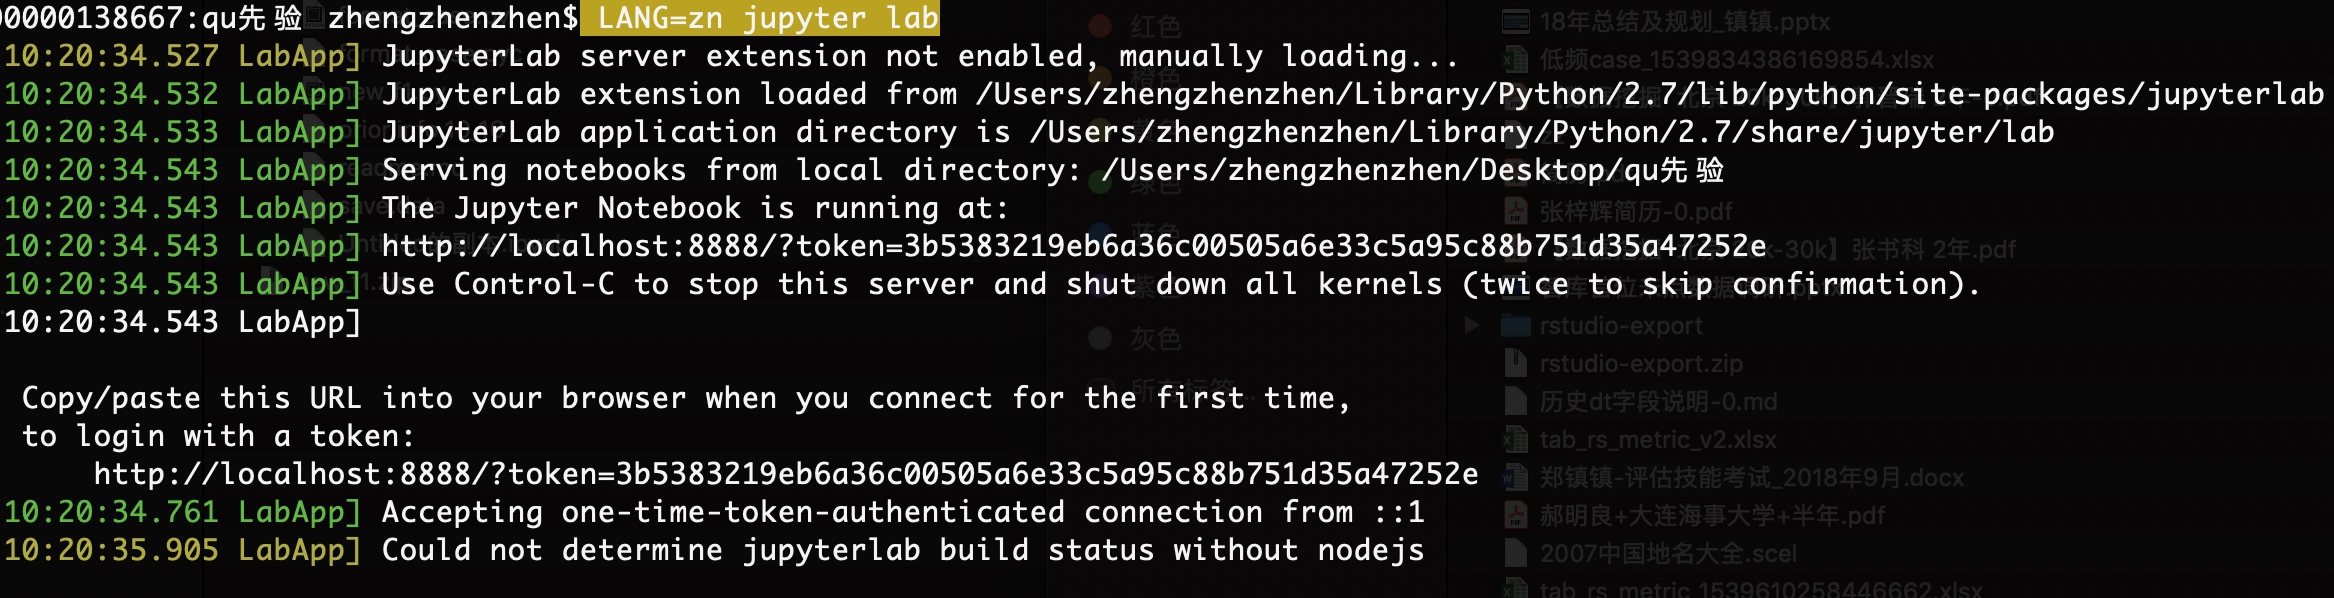 00000138667:qu先验 zhengzhenzhen$ LANG=zn jupyter lab
10:20:34.527 LabApp] JupyterLab server extension not enabled, manually loading...
10:20:34.532 LabApp] JupyterLab extension loaded from /Users/zhengzhenzhen/Library/Python/2.7/lib/python/site-packages/jupyterlab
10:20:34.533 LabApp] JupyterLab application directory is /Users/zhengzhenzhen/Library/Python/2.7/share/jupyter/lab
10:20:34.543 LabApp] Serving notebooks from local directory: /Users/zhengzhenzhen/Desktop/qu先验
10:20:34.543 LabApp] The Jupyter Notebook is running at:
10:20:34.543 LabApp] http://localhost:8888/?token=3b5383219eb6a36c00505a6e33c5a95c88b751d35a47252e
10:20:34.543 LabApp] Use Control-C to stop this server and shut down all kernels (twice to skip confirmation).
10:20:34.543 LabApp]
Copy/paste this URL into your browser when you connect for the first time,
to login with a token:
http://localhost:8888/?token=3b5383219eb6a36c00505a6e33c5a95c88b751d35a47252e
10:20:34.761 LabApp] Accepting one-time-token-authenticated connection from ::1
10:20:35.905 LabApp] Could not determine jupyterlab build status without nodejs
红色
橙色
绿色
蓝色
紫色
灰色
所有标签...
18年总结及规划_镇镇.pptx
低频case_1539834386169854.xlsx
张梓辉简历-0.pdf
-30k】张书科 2年.pdf
rstudio-export
rstudio-export.zip
历史dt字段说明-0.md
tab_rs_metric_v2.xlsx
郑镇镇-评估技能考试_2018年9月.docx
郝明良+大连海事大学+半年.pdf
2007中国地名大全.scel
tab_rs_metric_1539610258446662.xlsx